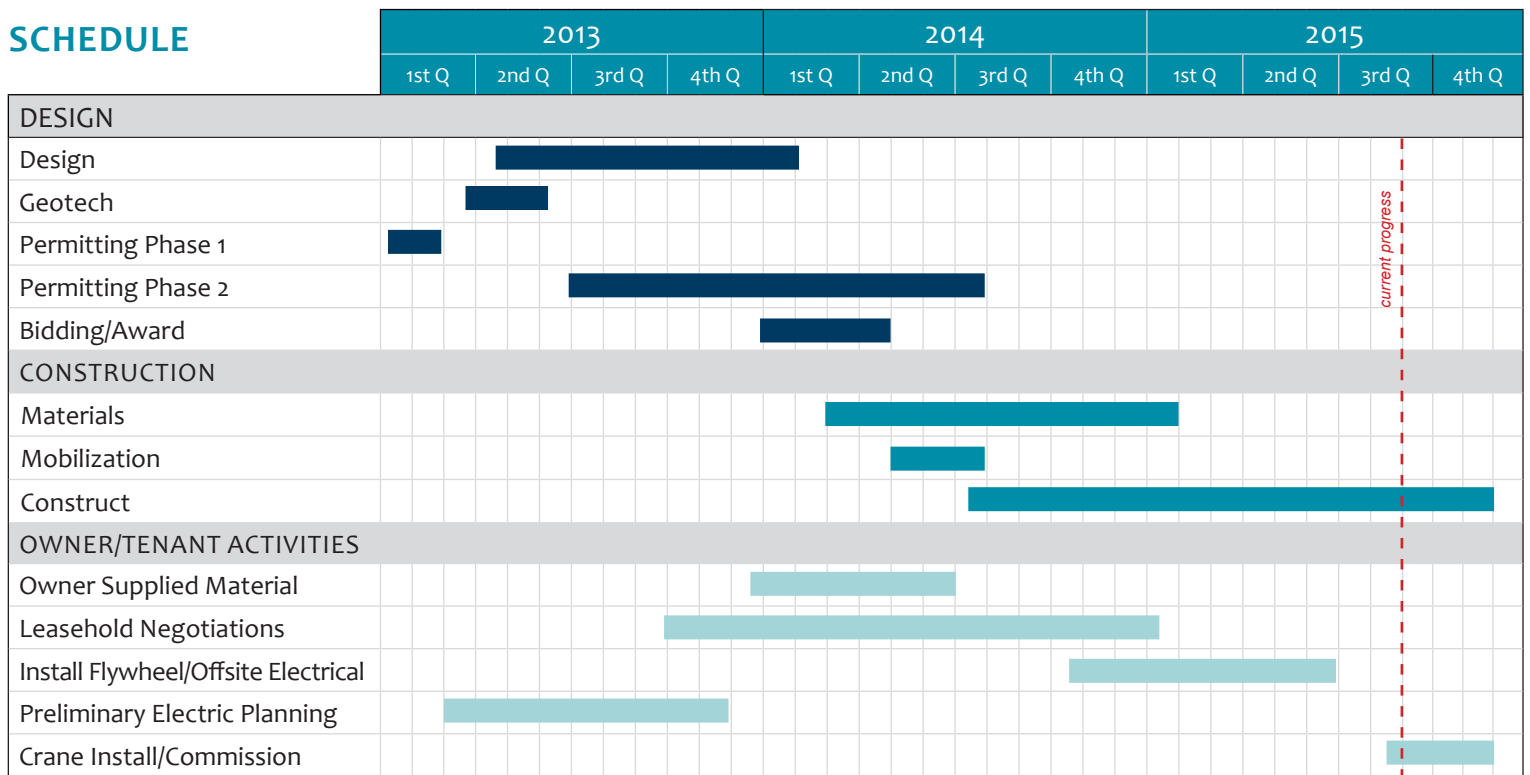 SCHEDULE
2013 2014 2015
1st Q 2nd Q 3rd Q 4th Q 1st Q 2nd Q 3rd Q 4th Q 1st Q 2nd Q 3rd Q 4th Q
DESIGN
Design
Geotech
Permitting Phase 1
Permitting Phase 2
Bidding/Award
current progress
CONSTRUCTION
Materials
Mobilization
Construct
OWNER/TENANT ACTIVITIES
Owner Supplied Material
Leasehold Negotiations
Install Flywheel/Offsite Electrical
Preliminary Electric Planning
Crane Install/Commission